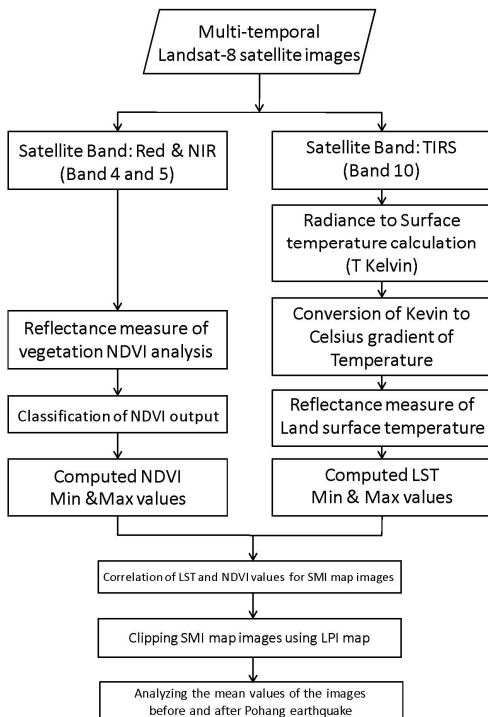 Multi-temporal
Landsat-8 satellite images
Satellite Band: Red & NIR
(Band 4 and 5)
Reflectance measure of
vegetation NDVI analysis
Classification of NDVI output
Computed NDVI
Min &Max values
Satellite Band: TIRS
(Band 10)
Radiance to Surface
temperature calculation
(T Kelvin)
Conversion of Kevin to
Celsius gradient of
Temperature
Reflectance measure of
Land surface temperature
Computed LST
Min & Max values
Correlation of LST and NDVI values for SMI map images
Clipping SMI map images using LPI map
Analyzing the mean values of the images
before and after Pohang earthquake